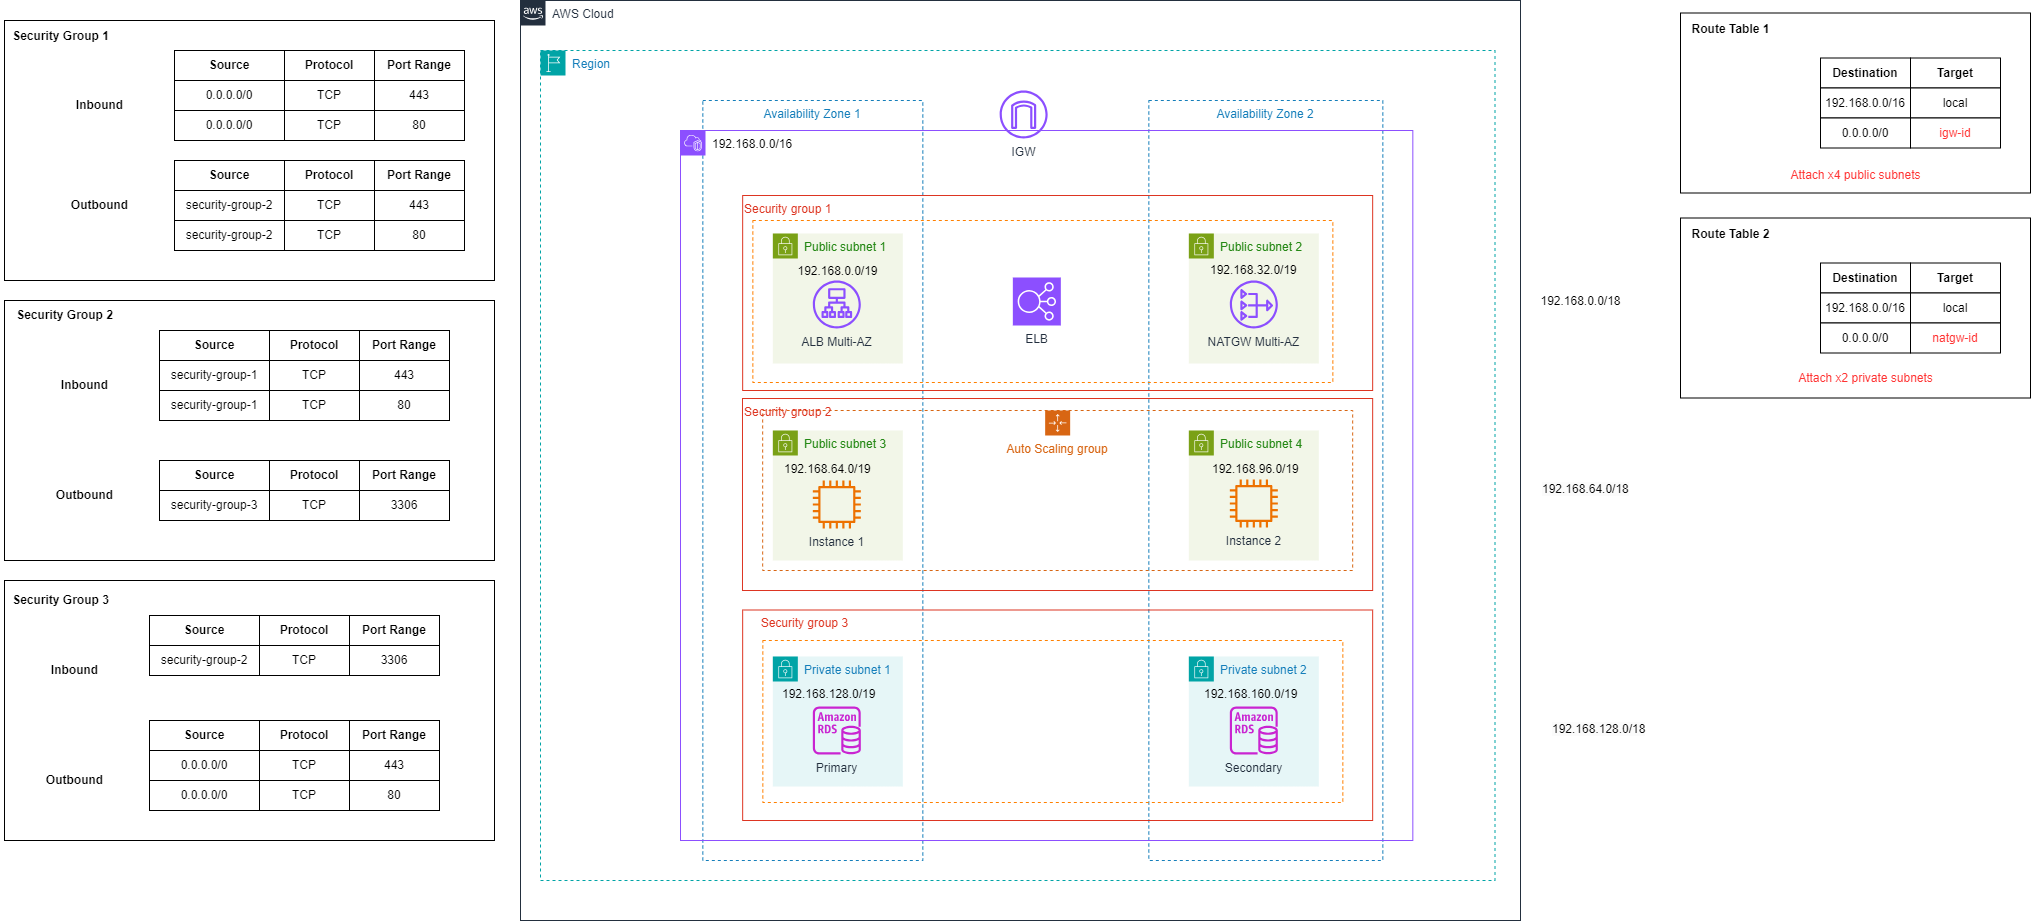 Security Group 1
Inbound
Source Protocol Port Range
0.0.0.0/0 TCP 443
0.0.0.0/0 TCP 80
Outbound
Source Protocol Port Range
security-group-2 TCP 443
security-group-2 TCP 80
Security Group 2
Inbound
Source Protocol Port Range
security-group-1 TCP 443
security-group-1 TCP 80
Outbound
Source Protocol Port Range
security-group-3 TCP 3306
Security Group 3
Inbound
Source Protocol Port Range
security-group-2 TCP 3306
Outbound
Source Protocol Port Range
0.0.0.0/0 TCP 443
0.0.0.0/0 TCP 80
aws AWS Cloud
Region
Availability Zone 1
Availability Zone 2
192.168.0.0/16
IGW
Security group 1
Public subnet 1
192.168.0.0/19
ALB Multi-AZ
ELB
Public subnet 2
192.168.32.0/19
NATGW Multi-AZ
Security group 2
Auto Scaling group
Public subnet 3
192.168.64.0/19
Instance 1
Public subnet 4
192.168.96.0/19
Instance 2
Security group 3
Private subnet 1
192.168.128.0/19
Amazon
RDS
Primary
Private subnet 2
192.168.160.0/19
Amazon
RDS
Secondary
192.168.0.0/18
192.168.64.0/18
192.168.128.0/18
Route Table 1
Destination Target
192.168.0.0/16 local
0.0.0.0/0 igw-id
Attach x4 public subnets
Route Table 2
Destination Target
192.168.0.0/16 local
0.0.0.0/0 natgw-id
Attach x2 private subnets